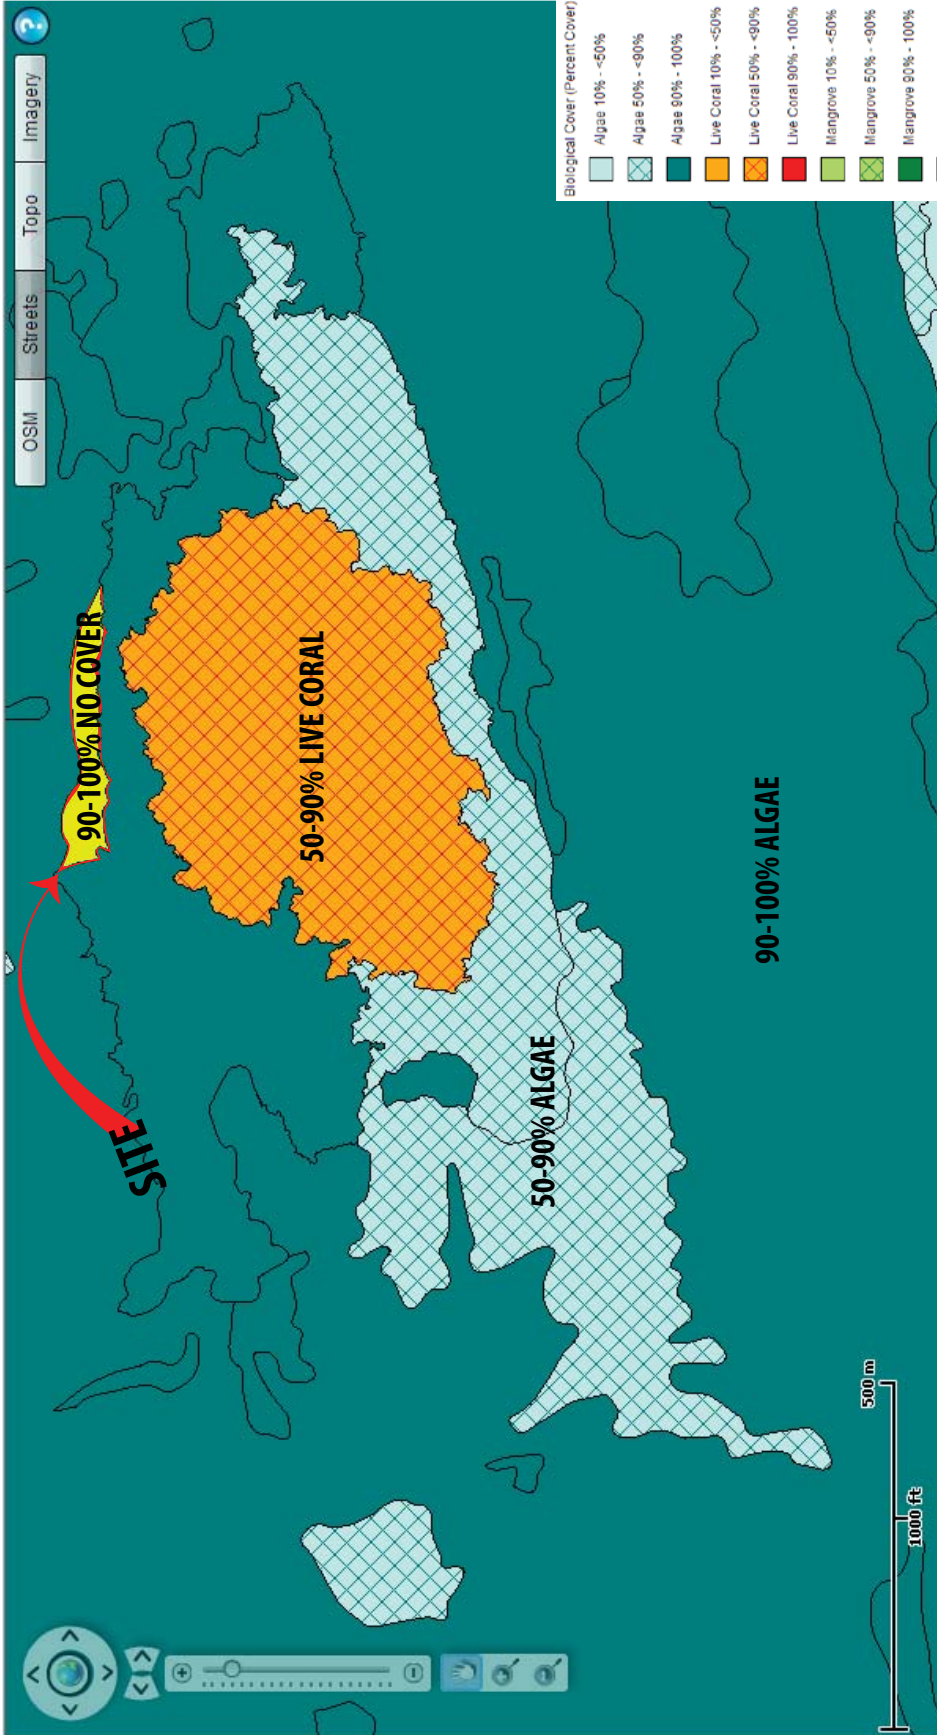 ?
OSM
Streets
Topo
Imagery
90-100% NO COVER
SITE
50-90% LIVE CORAL
50-90% ALGAE
90-100% ALGAE
500 m
1000 ft
Biological Cover (Percent Cover)
Algae 10% - <50%
Algae 50% - <90%
Algae 90% - 100%
Live Coral 10% - <50%
Live Coral 50% - <90%
Live Coral 90% - 100%
Mangrove 10% - <50%
Mangrove 50% - <90%
Mangrove 90% - 100%